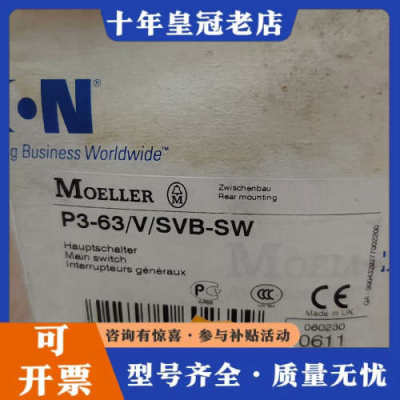 十年皇冠老店
N
g Business Worldwide™
MOELLER
Zwischenbau
Rear mounting
P3-63/V/SVB-SW
Hauptschalter
Main switch
Interrupteurs généraux
CCC
CE
Made in UK
060230
0611
咨询有惊喜·参与补贴活动
可
开票
型号齐全·质量无忧